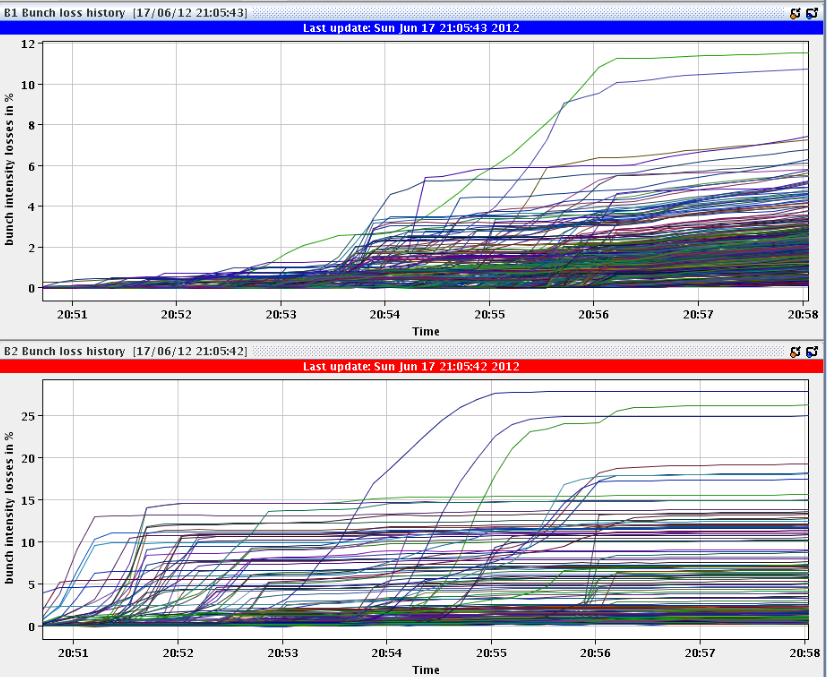 B1 Bunch loss history [17/06/12 21:05:43]
Last update: Sun Jun 17 21:05:43 2012
bunch intensity losses in %
12
10
8
6
4
2
0
20:51 20:52 20:53 20:54 20:55 20:56 20:57 20:58
Time
B2 Bunch loss history [17/06/12 21:05:42]
Last update: Sun Jun 17 21:05:42 2012
bunch intensity losses in %
25
20
15
10
5
0
20:51 20:52 20:53 20:54 20:55 20:56 20:57 20:58
Time